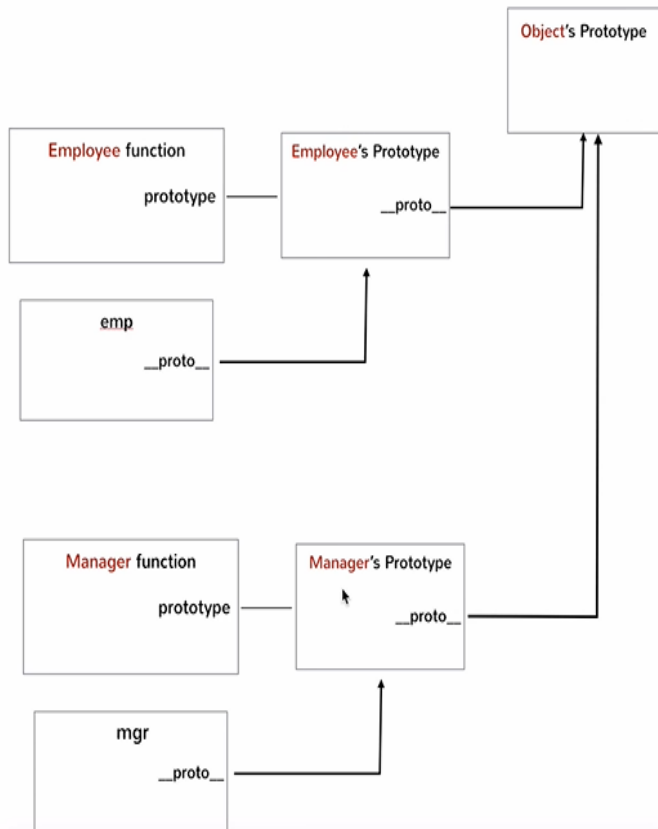 Object's Prototype
Employee function
prototype
Employee's Prototype
__proto__
emp
__proto__
Manager function
prototype
Manager's Prototype
__proto__
mgr
__proto__